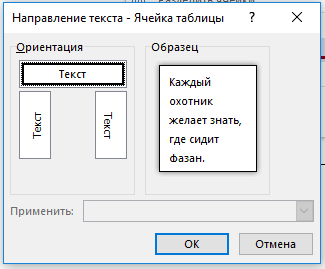 Направление текста - Ячейка таблицы
Ориентация
Текст
Текст
Текст
Образец
Каждый
охотник
желает знать,
где сидит
фазан.
Применить:
ОК
Отмена